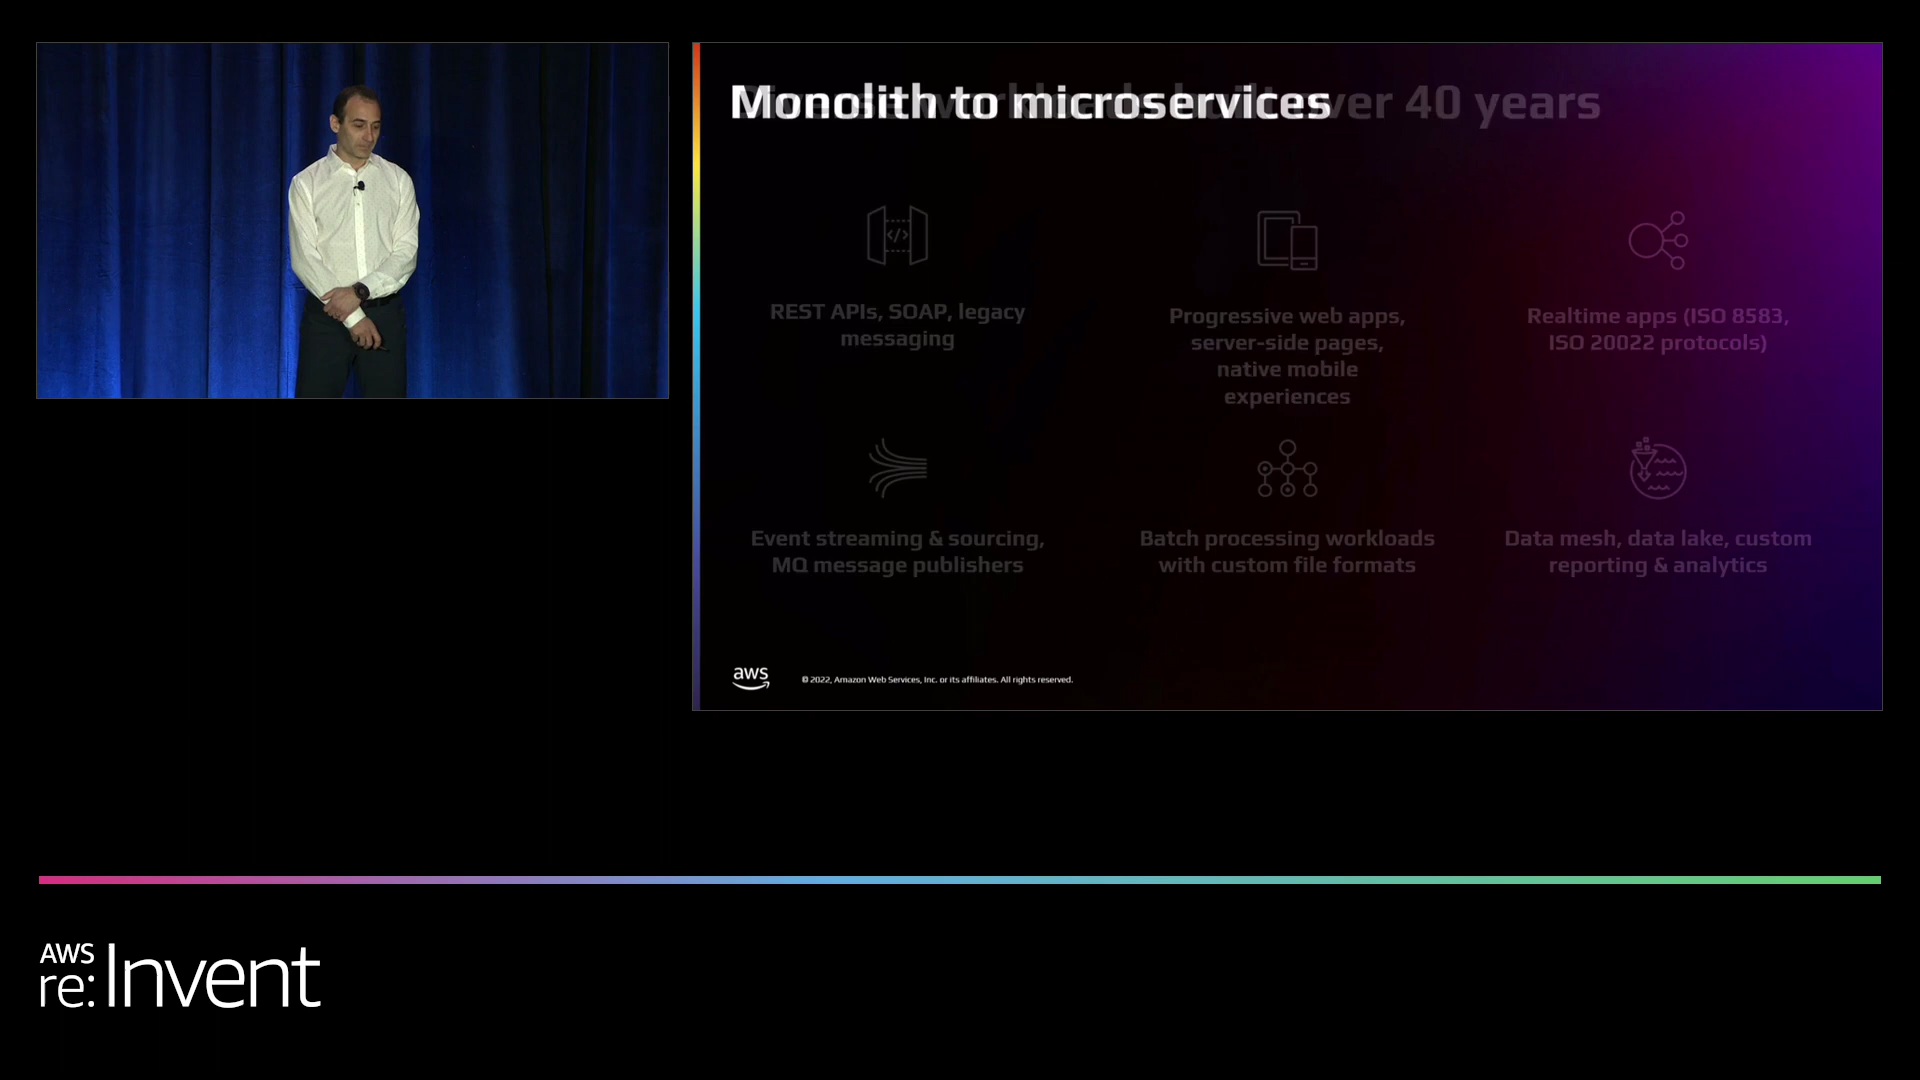 Monolith to microservices
over 40 years
REST APIs, SOAP, legacy
messaging
Progressive web apps,
server-side pages,
native mobile
experiences
Realtime apps (ISO 8583,
ISO 20022 protocols)
Event streaming & sourcing,
MQ message publishers
Batch processing workloads
with custom file formats
Data mesh, data lake, custom
reporting & analytics
aws
© 2022, Amazon Web Services, Inc. or its affiliates. All rights reserved.
AWS
re:Invent